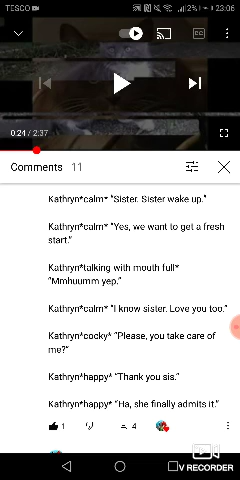 TESCO
2%
23:06
CC
0:24 / 2:37
Comments 11
Kathryn*calm* “Sister. Sister wake up.”
Kathryn*calm* “Yes, we want to get a fresh
start.”
Kathryn*talking with mouth full*
“Mmhuumm yep.”
Kathryn*calm* “I know sister. Love you too.”
Kathryn*cocky* “Please, you take care of
me?”
Kathryn*happy* “Thank you sis.”
Kathryn*happy* “Ha, she finally admits it.”
1
4
V RECORDER